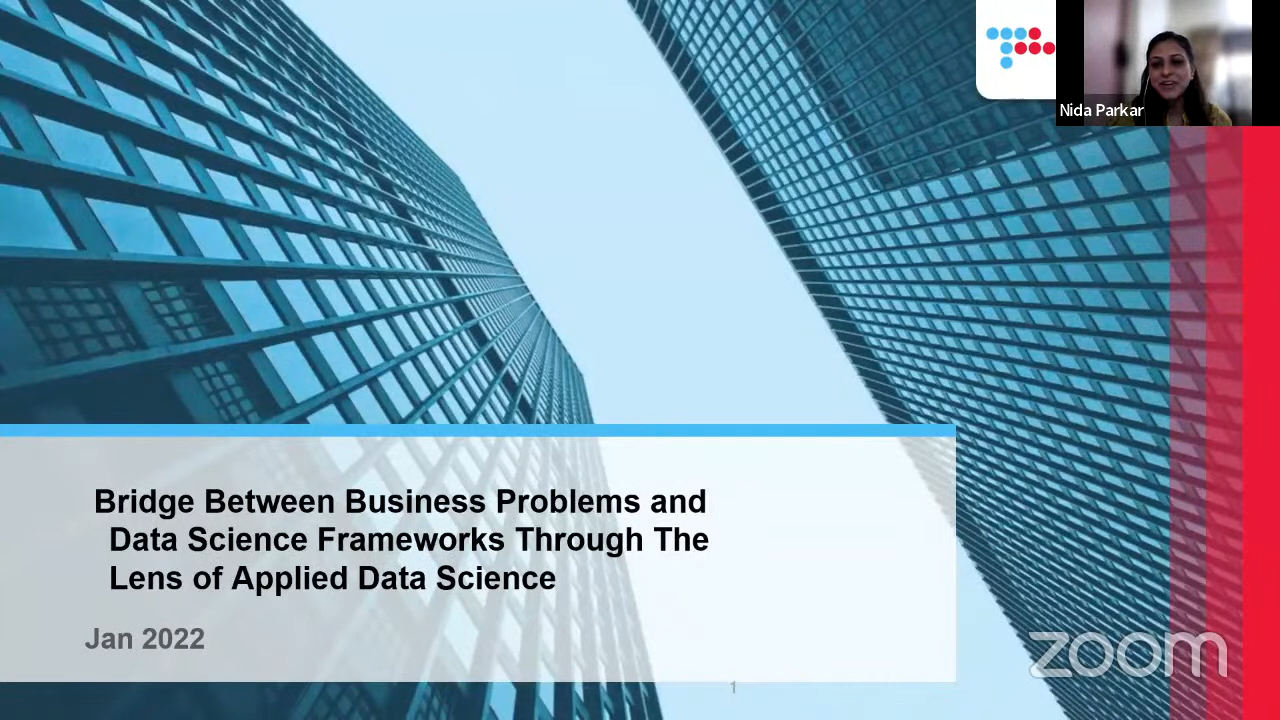 Nida Parkar
Bridge Between Business Problems and
Data Science Frameworks Through The
Lens of Applied Data Science
Jan 2022
zoom
1